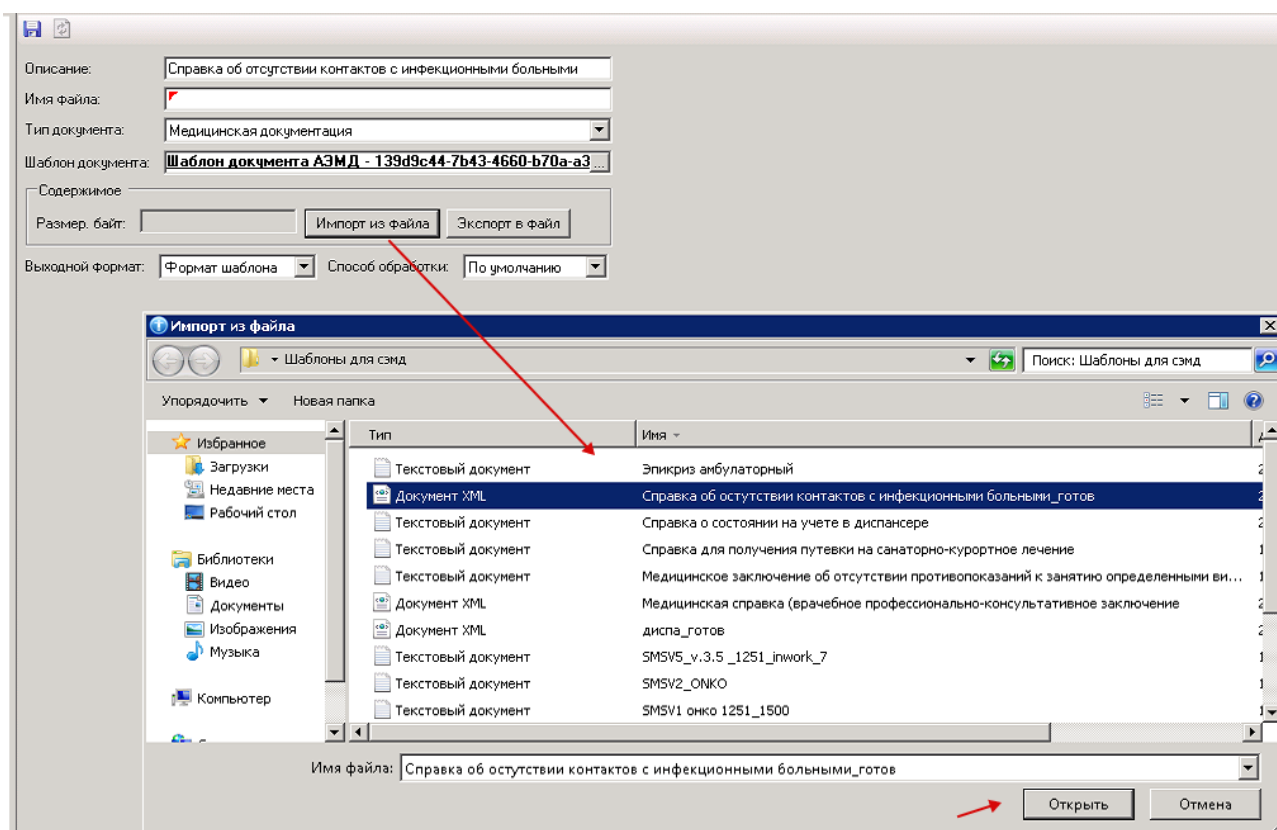 Описание: Справка об отсутствии контактов с инфекционными больными
Имя файла:
Тип документа: Медицинская документация
Шаблон документа: Шаблон документа АЭМД - 139d9c44-7b43-4660-b70a-a3 ...
Содержимое
Размер. байт: Импорт из файла Экспорт в файл
Выходной формат: Формат шаблона Способ обработки: По умолчанию
Импорт из файла
Шаблоны для сэмд Поиск: Шаблоны для сэмд
Упорядочить Новая папка
Избранное Тип Имя
Загрузки Текстовый документ Эпикриз амбулаторный
Недавние места Документ XML Справка об остутствии контактов с инфекционными больными_готов
Рабочий стол Текстовый документ Справка о состоянии на учете в диспансере
Библиотеки Текстовый документ Справка для получения путевки на санаторно-курортное лечение
Видео Текстовый документ Медицинское заключение об отсутствии противопоказаний к занятию определенными ви...
Документы Документ XML Медицинская справка (врачебное профессионально-консультативное заключение
Изображения Документ XML диспа_готов
Музыка Текстовый документ SMSV5_v.3.5 _1251_inwork_7
Текстовый документ SMSV2_ONKO
Компьютер Текстовый документ SMSV1 онко 1251_1500
Имя файла: Справка об остутствии контактов с инфекционными больными_готов
Открыть Отмена